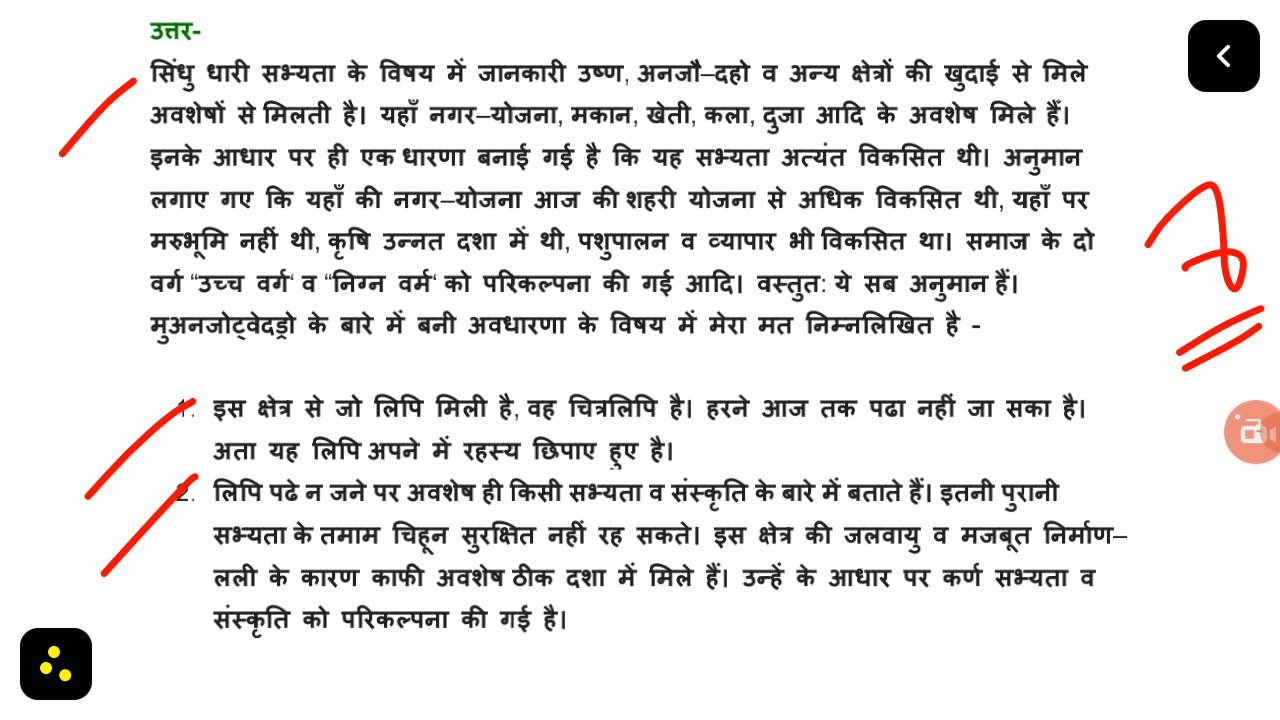 उत्तर-
सिंधु धारी सभ्यता के विषय में जानकारी उष्ण, अनजौ–दहो व अन्य क्षेत्रों की खुदाई से मिले
अवशेषों से मिलती है। यहाँ नगर–योजना, मकान, खेती, कला, दुजा आदि के अवशेष मिले हैं।
इनके आधार पर ही एक धारणा बनाई गई है कि यह सभ्यता अत्यंत विकसित थी। अनुमान
लगाए गए कि यहाँ की नगर–योजना आज की शहरी योजना से अधिक विकसित थी, यहाँ पर
मरुभूमि नहीं थी, कृषि उन्नत दशा में थी, पशुपालन व व्यापार भी विकसित था। समाज के दो
वर्ग “उच्च वर्ग‘ व “निग्न वर्म‘ को परिकल्पना की गई आदि। वस्तुत: ये सब अनुमान हैं।
मुअनजोट्वेदड्रो के बारे में बनी अवधारणा के विषय में मेरा मत निम्नलिखित है -
1. इस क्षेत्र से जो लिपि मिली है, वह चित्रलिपि है। हरने आज तक पढा नहीं जा सका है।
अता यह लिपि अपने में रहस्य छिपाए हुए है।
2. लिपि पढे न जने पर अवशेष ही किसी सभ्यता व संस्कृति के बारे में बताते हैं। इतनी पुरानी
सभ्यता के तमाम चिहून सुरक्षित नहीं रह सकते। इस क्षेत्र की जलवायु व मजबूत निर्माण–
लली के कारण काफी अवशेष ठीक दशा में मिले हैं। उन्हें के आधार पर कर्ण सभ्यता व
संस्कृति को परिकल्पना की गई है।